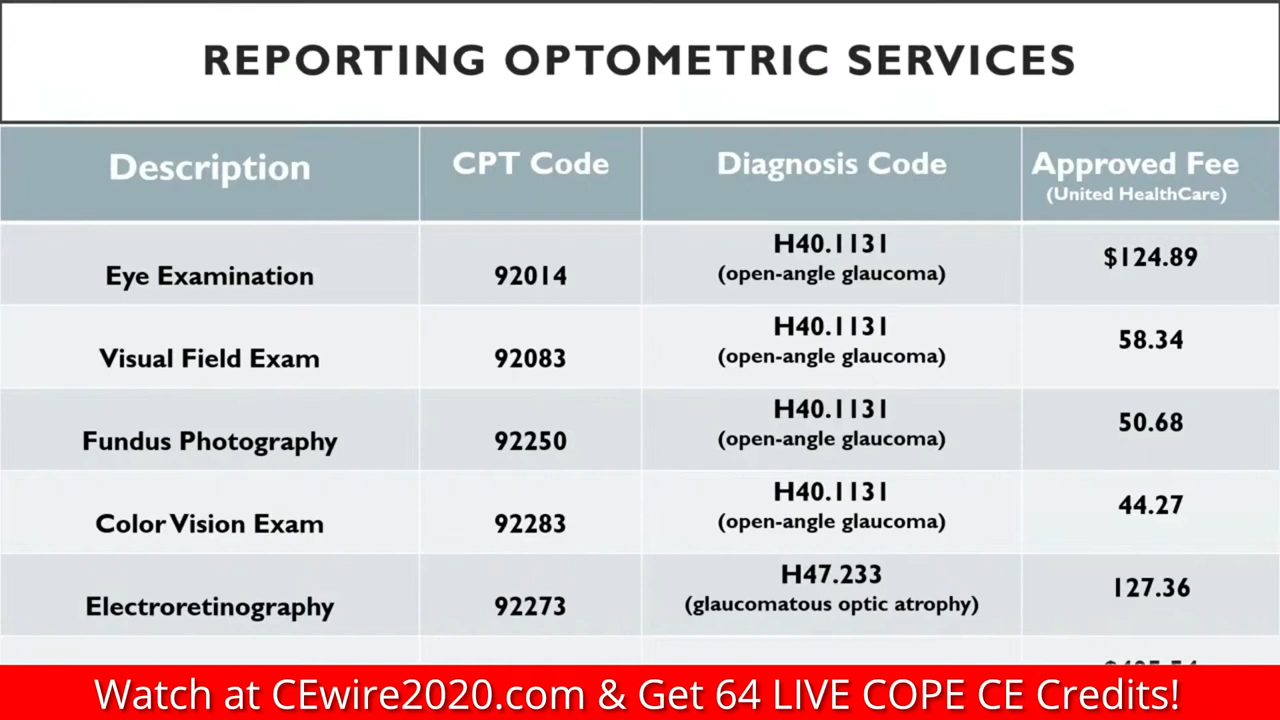 REPORTING OPTOMETRIC SERVICES
Description CPT Code Diagnosis Code Approved Fee
(United HealthCare)
Eye Examination 92014 H40.1131 $124.89
(open-angle glaucoma)
Visual Field Exam 92083 H40.1131 58.34
(open-angle glaucoma)
Fundus Photography 92250 H40.1131 50.68
(open-angle glaucoma)
Color Vision Exam 92283 H40.1131 44.27
(open-angle glaucoma)
Electroretinography 92273 H47.233 127.36
(glaucomatous optic atrophy)
Watch at CEwire2020.com & Get 64 LIVE COPE CE Credits!